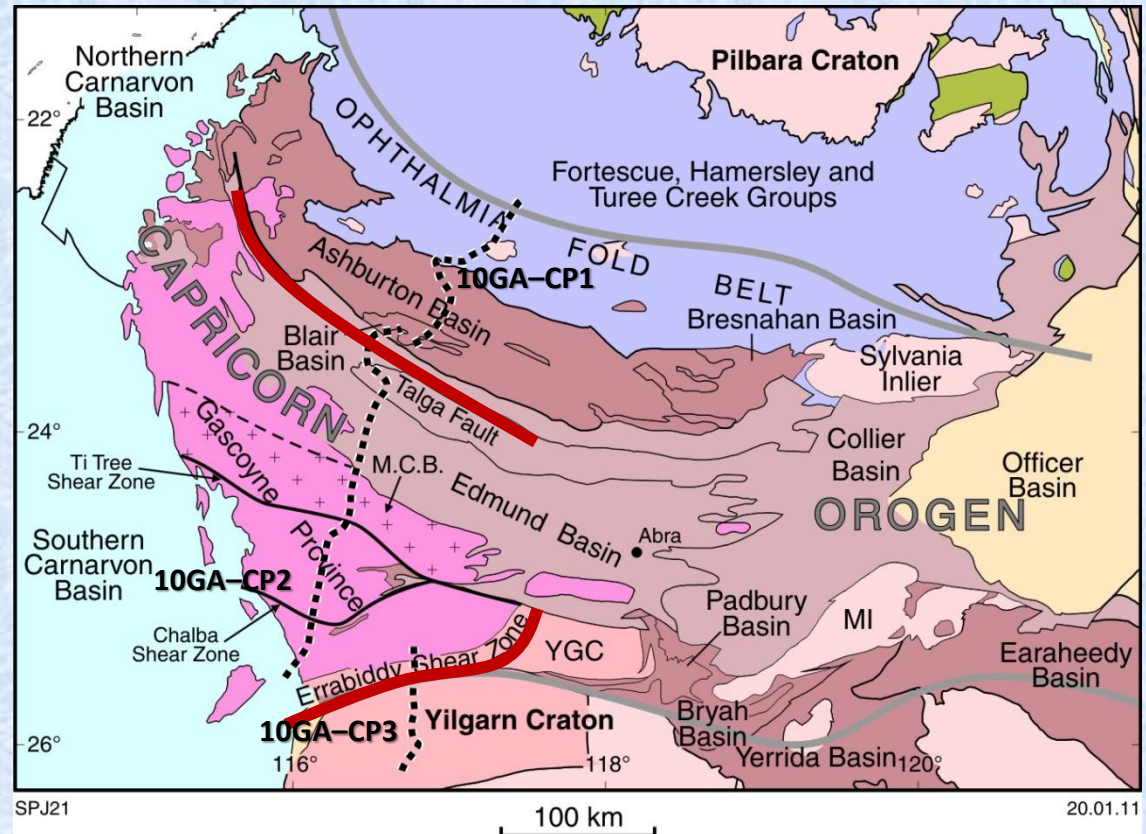 Northern
Carnarvon
Basin
Pilbara Craton
22°
OPHTHALMIA
FOLD
BELT
Fortescue, Hamersley and
Turee Creek Groups
10GA–CP1
Ashburton Basin
CAPRICORN
Bresnahan Basin
Blair
Basin
Sylvania
Inlier
Talga Fault
24°
Gascoyne
Province
Collier
Basin
Officer
Basin
Ti Tree
Shear Zone
M.C.B.
Edmund Basin
OROGEN
Abra
Southern
Carnarvon
Basin
10GA–CP2
Padbury
Basin
MI
Chalba
Shear Zone
YGC
Earaheedy
Basin
Errabiddy Shear Zone
10GA–CP3
Yilgarn Craton
Bryah
Basin
Yerrida Basin
26°
116°
118°
120°
SPJ21
100 km
20.01.11